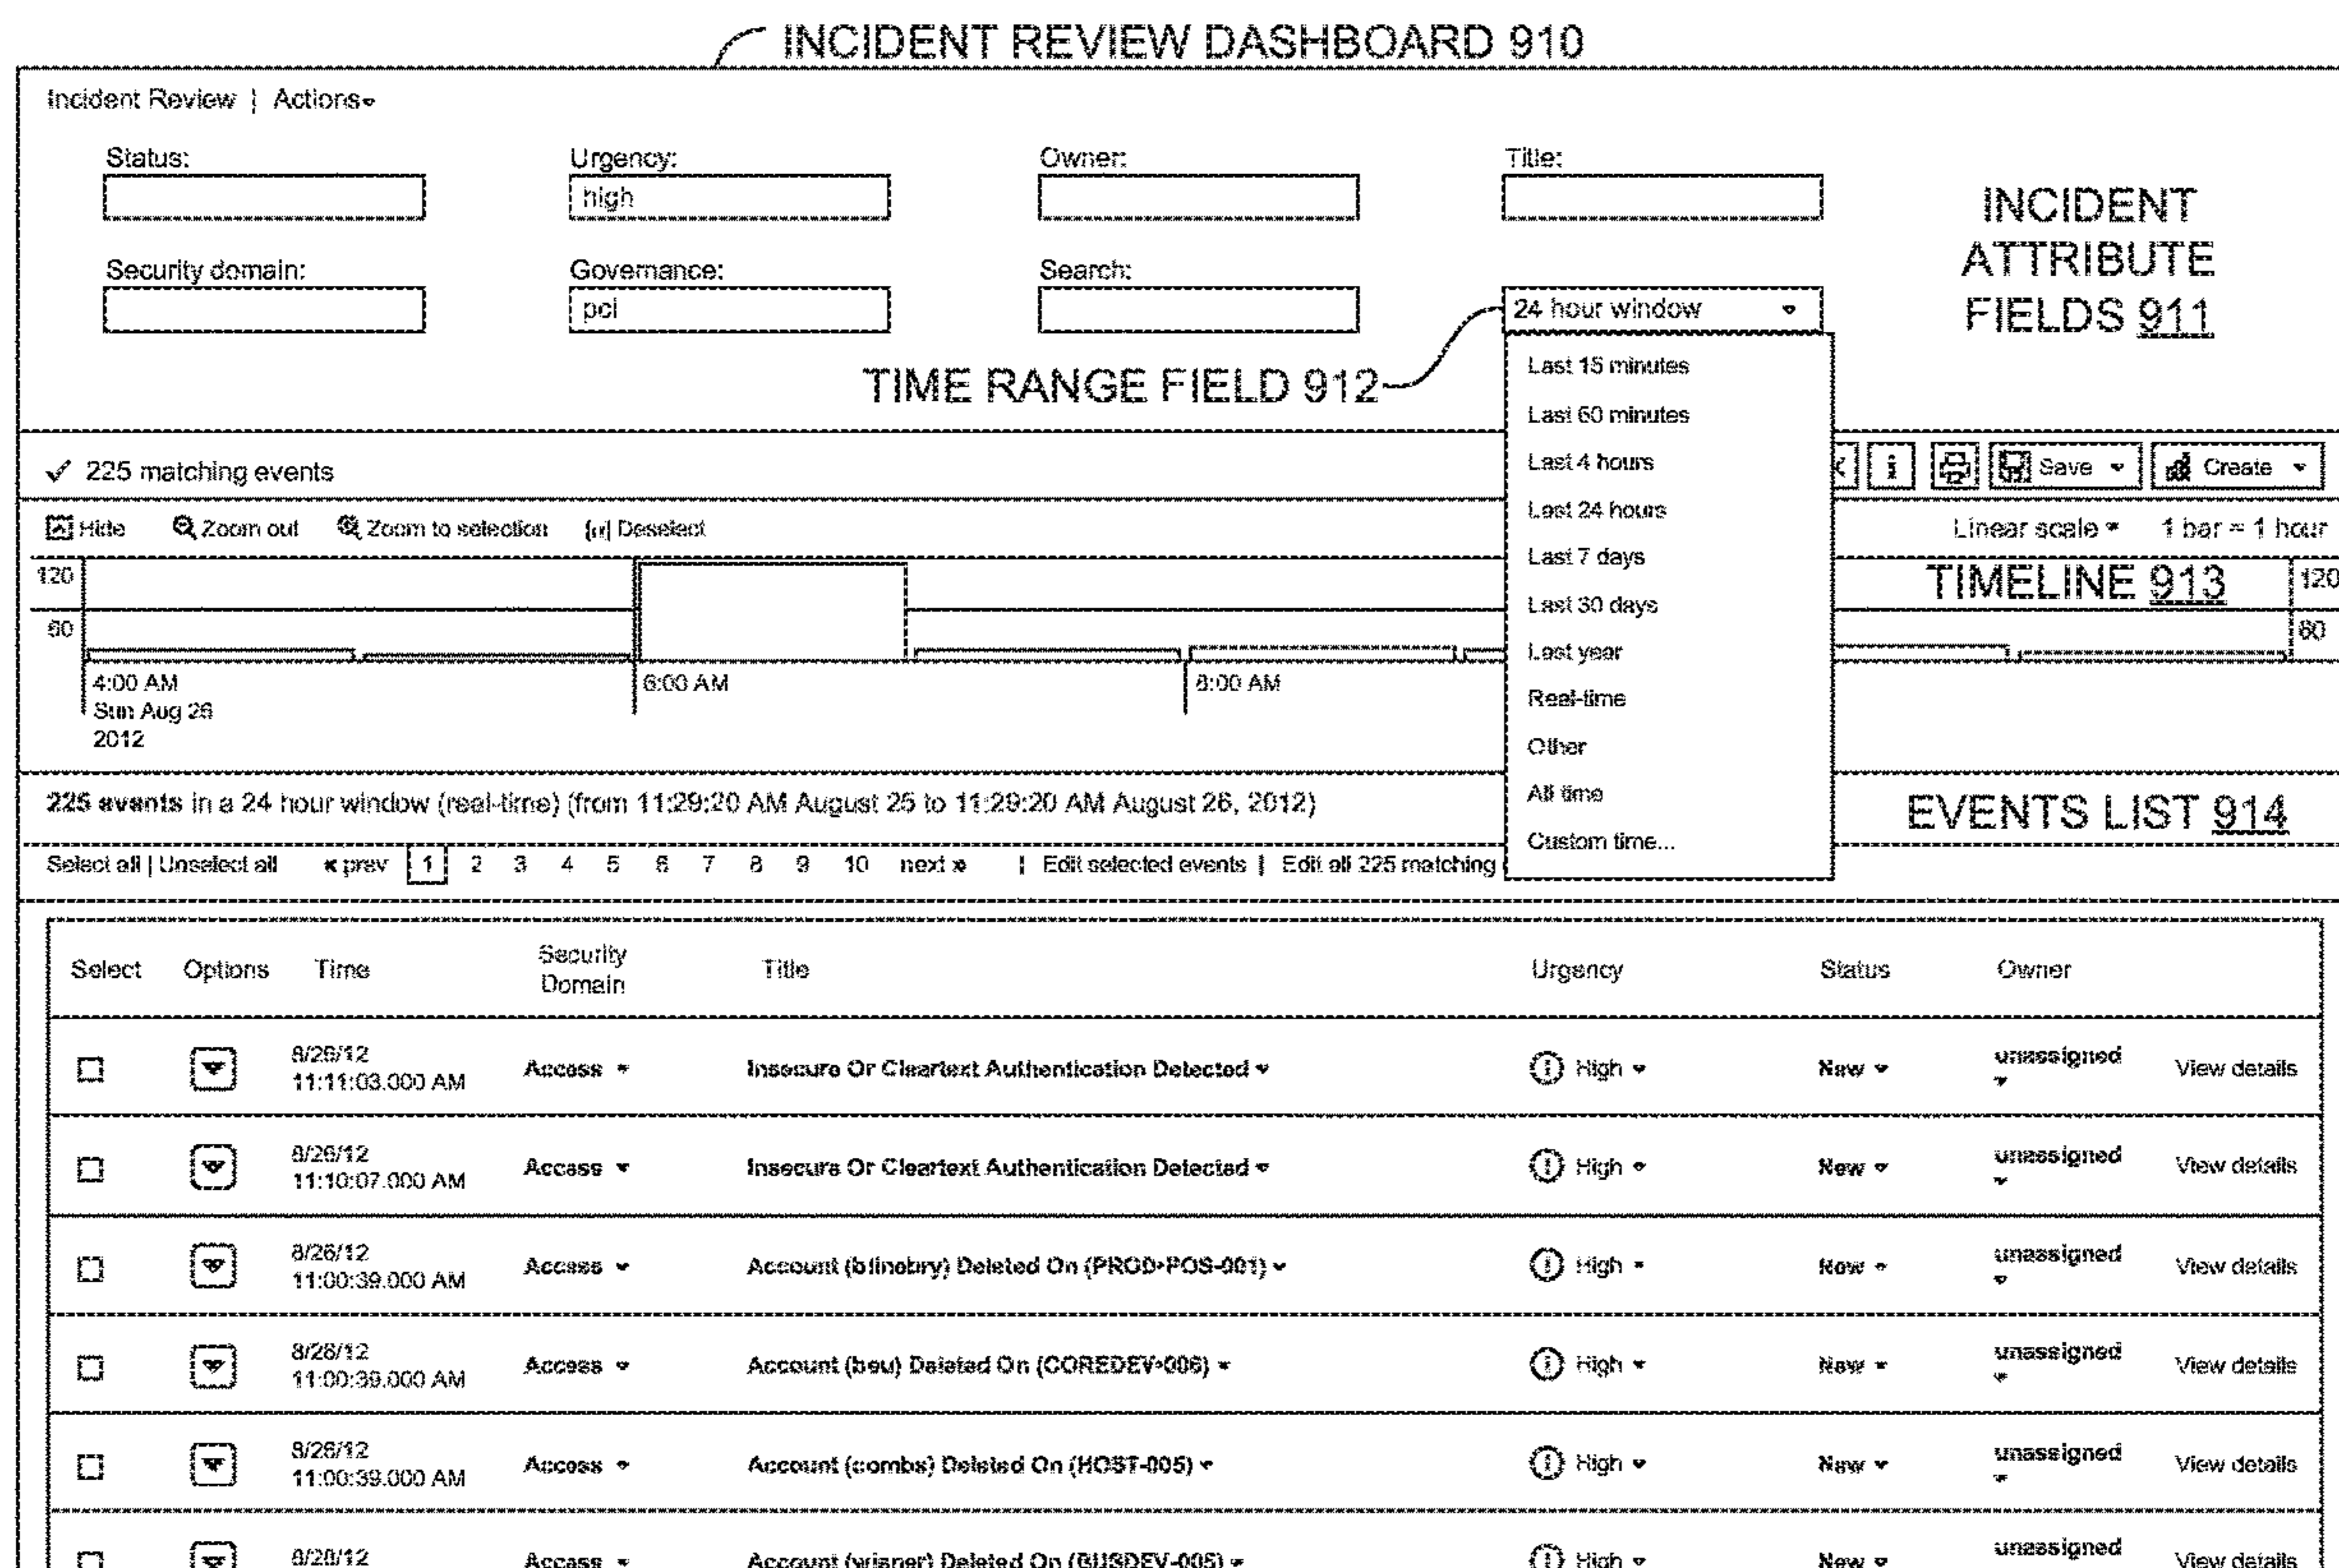 INCIDENT REVIEW DASHBOARD 910
Incident Review | Actions
Status: Urgency: Owner: Title:
high
INCIDENT
ATTRIBUTE
FIELDS 911
Security domain: Governance: Search:
pci 24 hour window
TIME RANGE FIELD 912
Last 15 minutes
Last 60 minutes
Last 4 hours
Last 24 hours
Last 7 days
Last 30 days
Last year
Real-time
Other
All time
Custom time...
✓ 225 matching events
i Save Create
Hide Zoom out Zoom to selection Deselect
Linear scale 1 bar = 1 hour
TIMELINE 913
120 120
60 60
4:00 AM 6:00 AM 8:00 AM
Sun Aug 26
2012
225 events in a 24 hour window (real-time) (from 11:29:20 AM August 25 to 11:29:20 AM August 26, 2012)
EVENTS LIST 914
Select all | Unselect all « prev 1 2 3 4 5 6 7 8 9 10 next » | Edit selected events | Edit all 225 matching
Select Options Time Security Domain Title Urgency Status Owner
8/26/12
11:11:03.000 AM Access Insecure Or Cleartext Authentication Detected High New unassigned View details
8/26/12
11:10:07.000 AM Access Insecure Or Cleartext Authentication Detected High New unassigned View details
8/26/12
11:00:39.000 AM Access Account Deleted On (PROD-POS-001) High New unassigned View details
8/26/12
11:00:39.000 AM Access Account Deleted On (COREDEV-006) High New unassigned View details
8/26/12
11:00:39.000 AM Access Account (combs) Deleted On (HOST-005) High New unassigned View details
8/26/12
Access Account (wisner) Deleted On (BUSDEV-005) High New unassigned View details